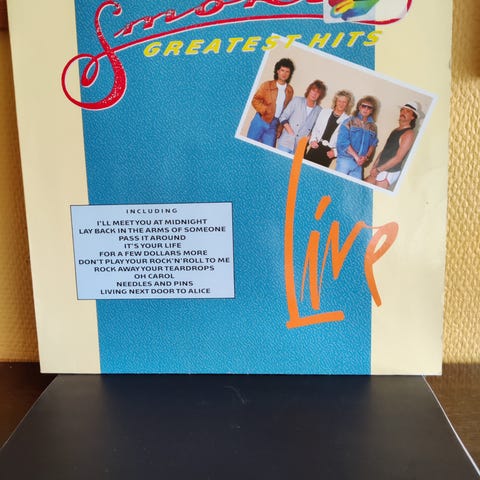 GREATEST HITS
INCLUDING
I'LL MEET YOU AT MIDNIGHT
LAY BACK IN THE ARMS OF SOMEONE
PASS IT AROUND
IT'S YOUR LIFE
FOR A FEW DOLLARS MORE
DON'T PLAY YOUR ROCK'N'ROLL TO ME
ROCK AWAY YOUR TEARDROPS
OH CAROL
NEEDLES AND PINS
LIVING NEXT DOOR TO ALICE
Live